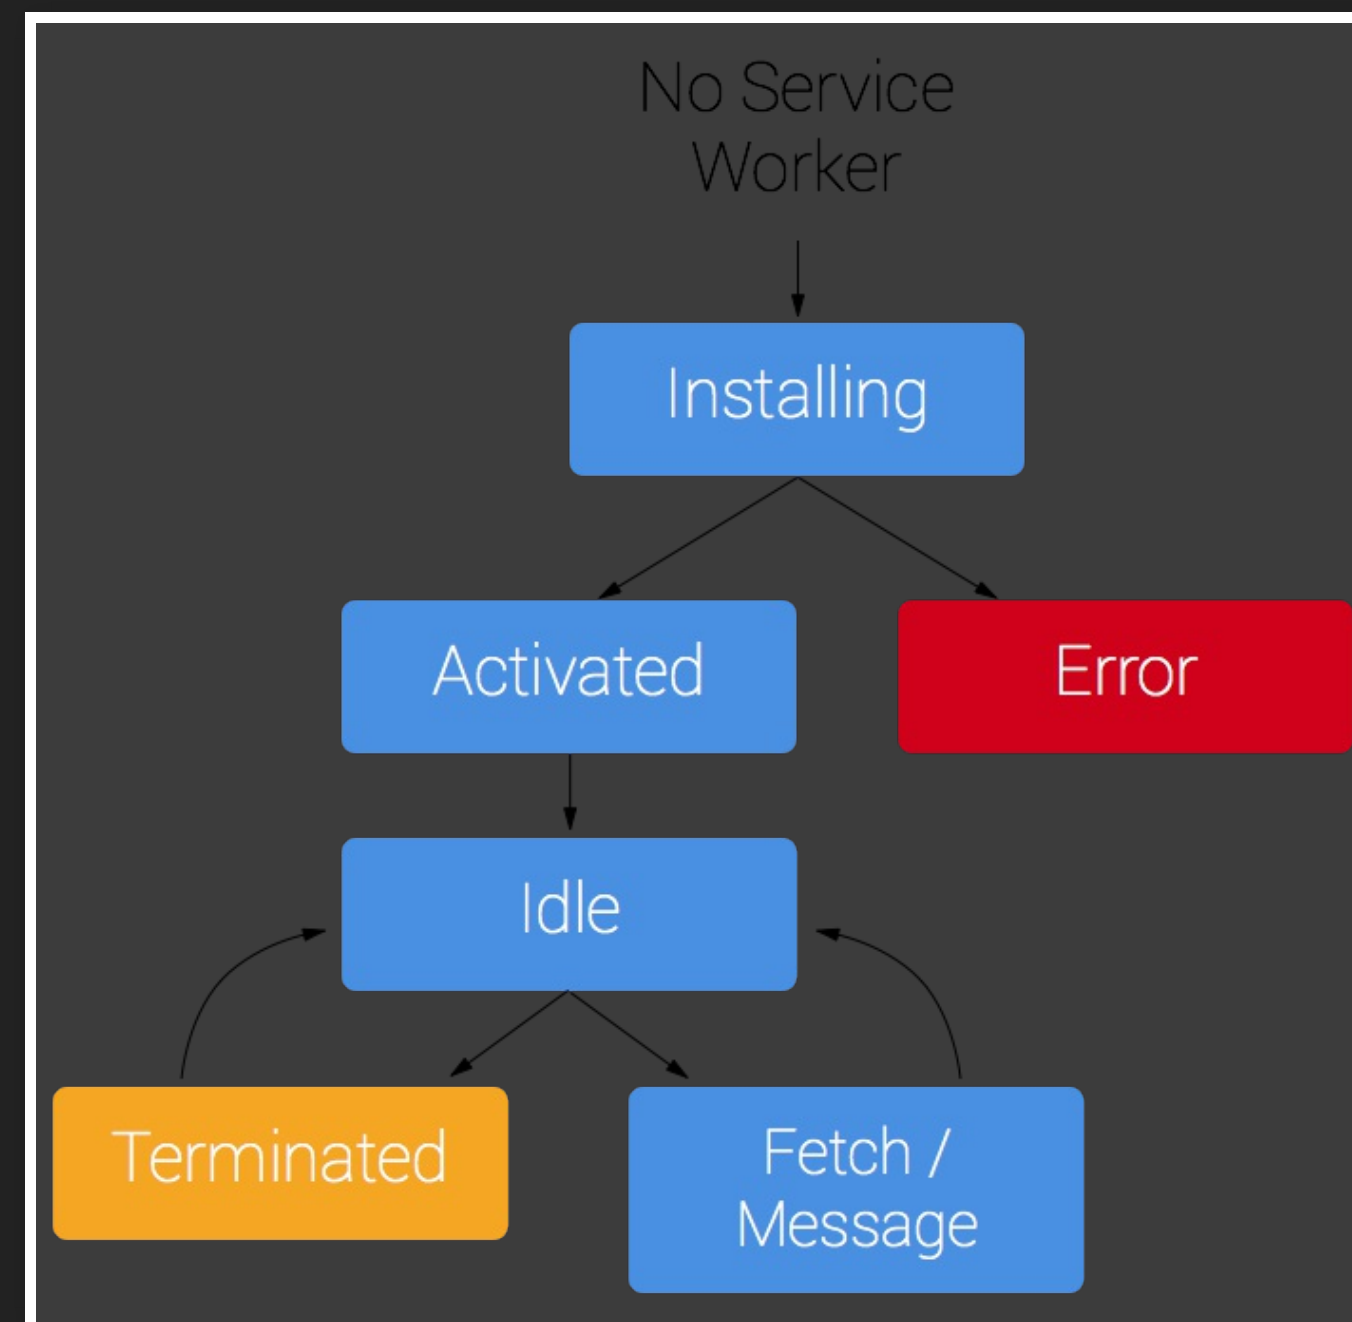 No Service
Worker
Installing
Activated
Error
Idle
Terminated
Fetch /
Message